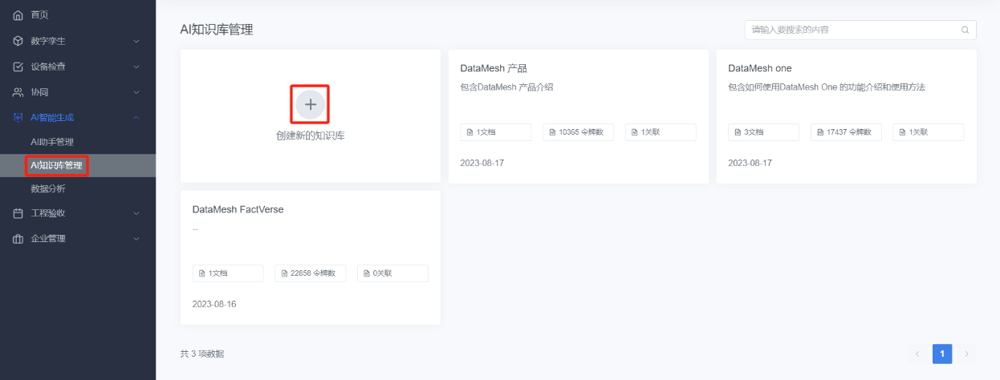 首页
数字孪生
设备检查
协同
AI智能生成
AI助手管理
AI知识库管理
数据分析
工程验收
企业管理
AI知识库管理
请输入要搜索的内容
创建新的知识库
DataMesh 产品
包含DataMesh 产品介绍
1文档
10365 令牌数
1关联
2023-08-17
DataMesh one
包含如何使用DataMesh One 的功能介绍和使用方法
3文档
17437 令牌数
1关联
2023-08-17
DataMesh FactVerse
--
1文档
22858 令牌数
0关联
2023-08-16
共 3 项数据
1